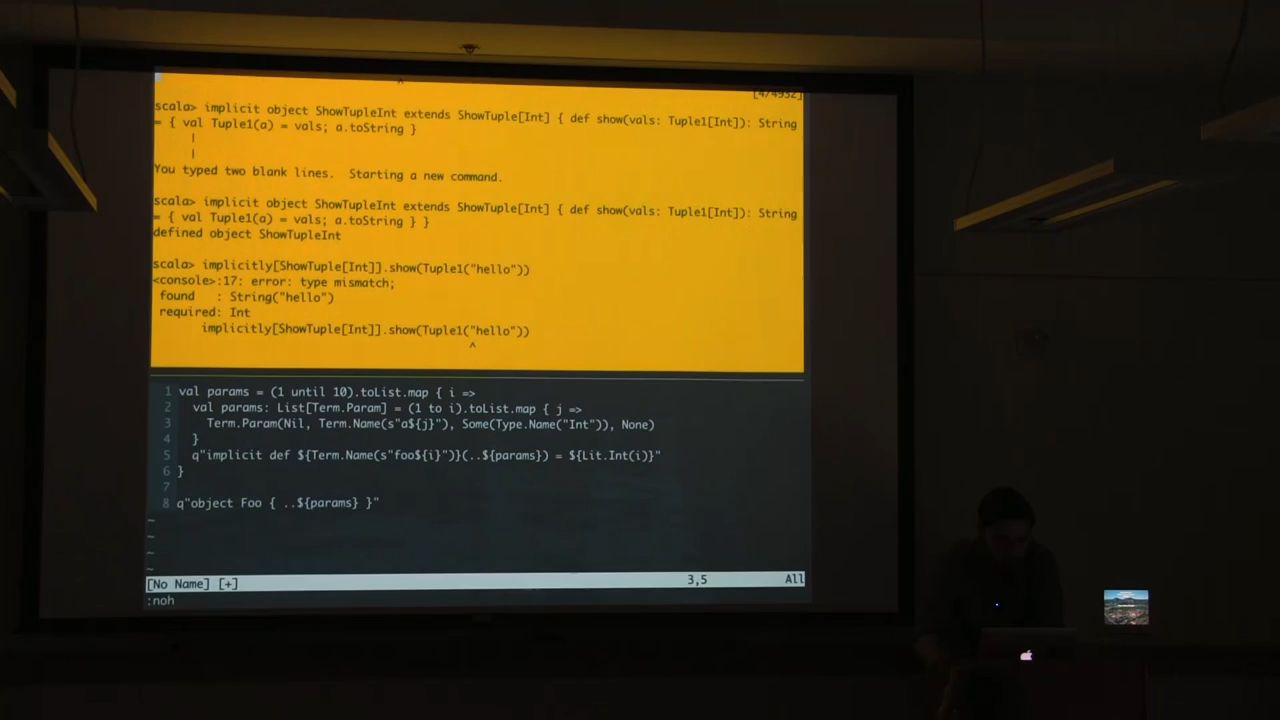 [4/4932]
scala> implicit object ShowTupleInt extends ShowTuple[Int] { def show(vals: Tuple1[Int]): String
= { val Tuple1(a) = vals; a.toString }
|
|
You typed two blank lines.  Starting a new command.
scala> implicit object ShowTupleInt extends ShowTuple[Int] { def show(vals: Tuple1[Int]): String
= { val Tuple1(a) = vals; a.toString } }
defined object ShowTupleInt
scala> implicitly[ShowTuple[Int]].show(Tuple1("hello"))
<console>:17: error: type mismatch;
found   : String("hello")
required: Int
implicitly[ShowTuple[Int]].show(Tuple1("hello"))
^
1 val params = (1 until 10).toList.map { i =>
2 val params: List[Term.Param] = (1 to i).toList.map { j =>
3 Term.Param(Nil, Term.Name(s"a${j}"), Some(Type.Name("Int")), None)
4 }
5 q"implicit def ${Term.Name(s"foo${i}")}(..${params}) = ${Lit.Int(i)}"
6 }
7
8 q"object Foo { ..${params} }"
~
~
~
~
[No Name] [+] 3,5 All
:noh